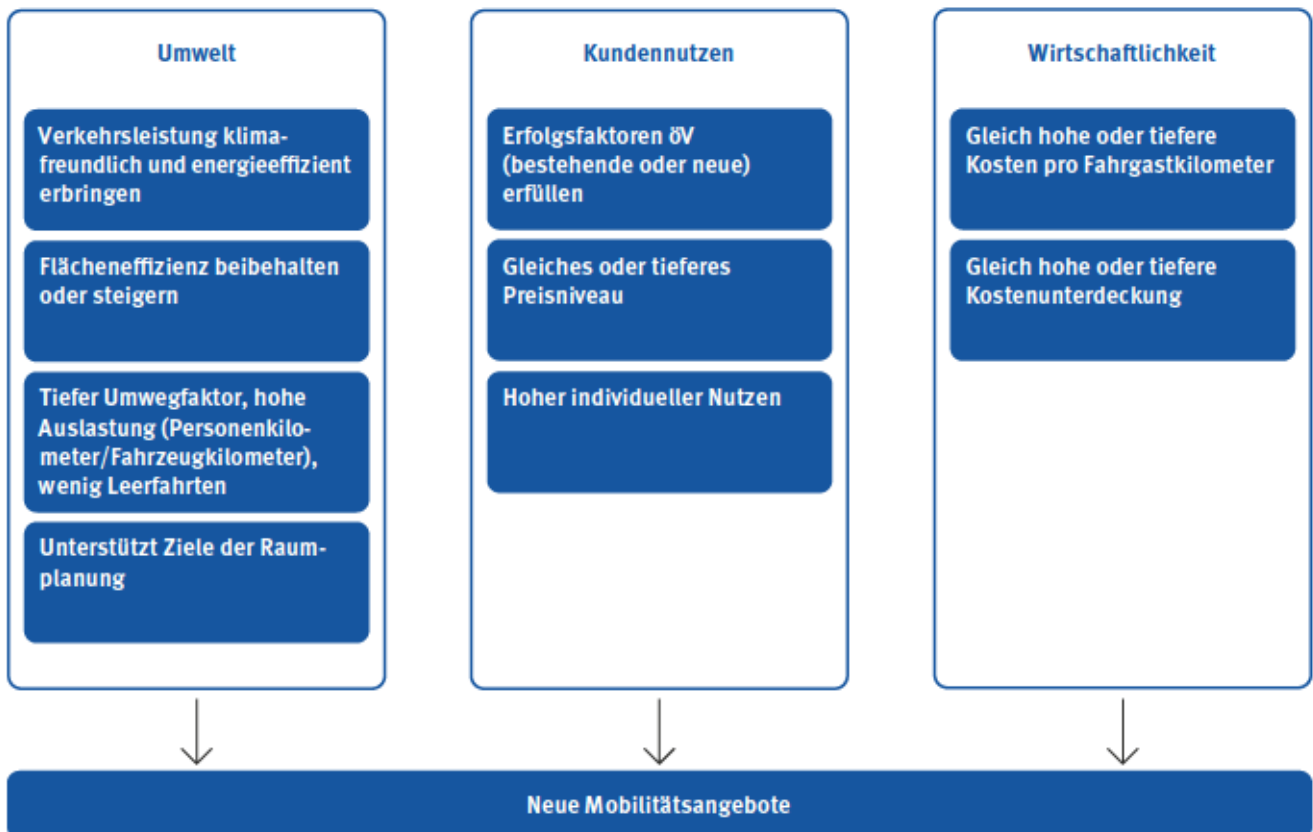 Umwelt
Verkehrsleistung klima-
freundlich und energieeffizient
erbringen
Flächeneffizienz beibehalten
oder steigern
Tiefer Umwegfaktor, hohe
Auslastung (Personenkilo-
meter/Fahrzeugkilometer),
wenig Leerfahrten
Unterstützt Ziele der Raum-
planung
Kundennutzen
Erfolgsfaktoren öV
(bestehende oder neue)
erfüllen
Gleiches oder tieferes
Preisniveau
Hoher individueller Nutzen
Wirtschaftlichkeit
Gleich hohe oder tiefere
Kosten pro Fahrgastkilometer
Gleich hohe oder tiefere
Kostenunterdeckung
Neue Mobilitätsangebote